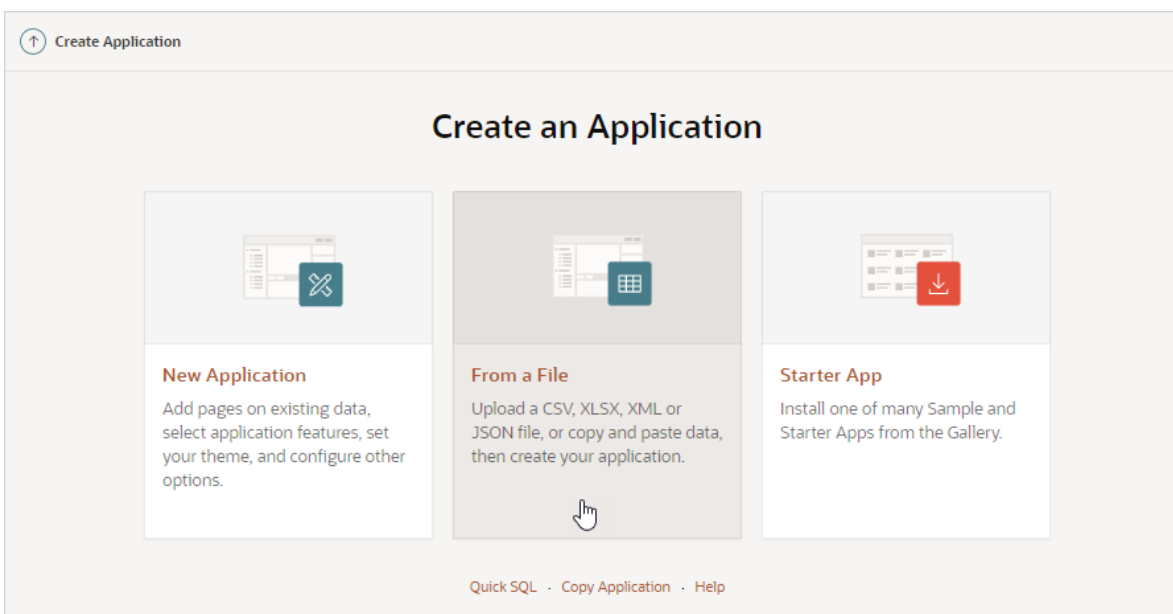 Create Application
Create an Application
New Application
Add pages on existing data,
select application features, set
your theme, and configure other
options.
From a File
Upload a CSV, XLSX, XML or
JSON file, or copy and paste data,
then create your application.
Starter App
Install one of many Sample and
Starter Apps from the Gallery.
Quick SQL · Copy Application · Help